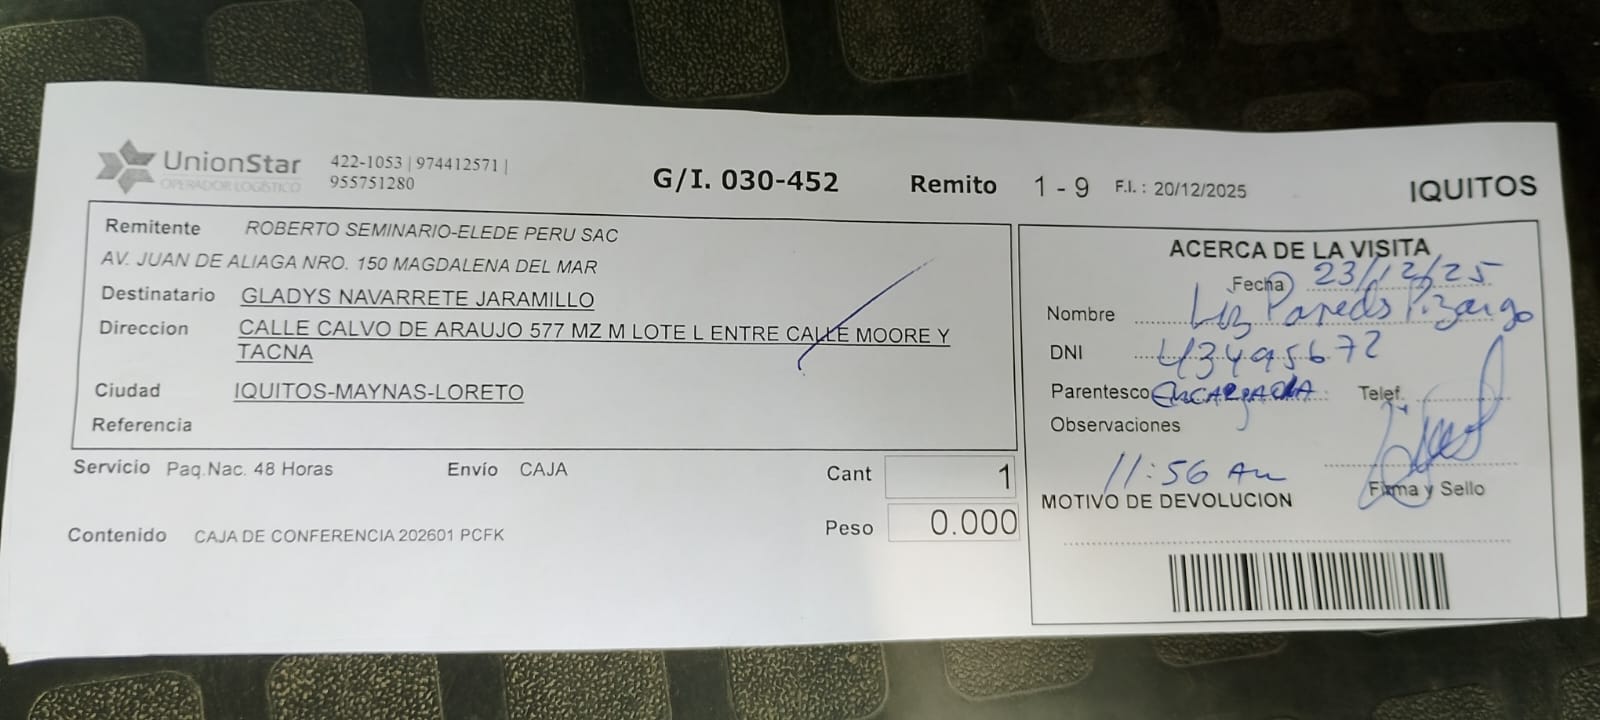 UnionStar
OPERADOR LOGÍSTICO
422-1053 | 974412571 |
955751280
G/I. 030-452
Remito 1 - 9 F.I. : 20/12/2025
IQUITOS
Remitente ROBERTO SEMINARIO-ELEDE PERU SAC
AV. JUAN DE ALIAGA NRO. 150 MAGDALENA DEL MAR
Destinatario GLADYS NAVARRETE JARAMILLO
Direccion CALLE CALVO DE ARAUJO 577 MZ M LOTE L ENTRE CALLE MOORE Y
TACNA
Ciudad IQUITOS-MAYNAS-LORETO
Referencia
Servicio Paq.Nac. 48 Horas Envío CAJA Cant 1
Contenido CAJA DE CONFERENCIA 202601 PCFK Peso 0.000
ACERCA DE LA VISITA
Fecha 23/12/25
Nombre Liz Paredes Pizango
DNI 43495672
Parentesco ENCARGADA Telef.
Observaciones
11:56 AM
Firma y Sello
MOTIVO DE DEVOLUCION